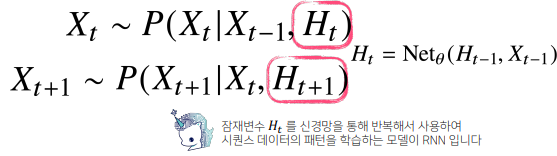 X_t ~ P(X_t|X_{t-1}, H_t)
H_t = Net_θ(H_{t-1}, X_{t-1})
X_{t+1} ~ P(X_{t+1}|X_t, H_{t+1})
잠재변수 H_t 를 신경망을 통해 반복해서 사용하여
시퀀스 데이터의 패턴을 학습하는 모델이 RNN 입니다